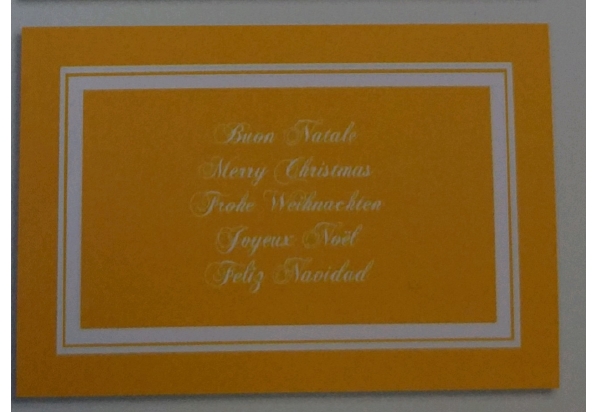 Buon Natale
Merry Christmas
Frohe Weihnachten
Joyeux Noël
Feliz Navidad